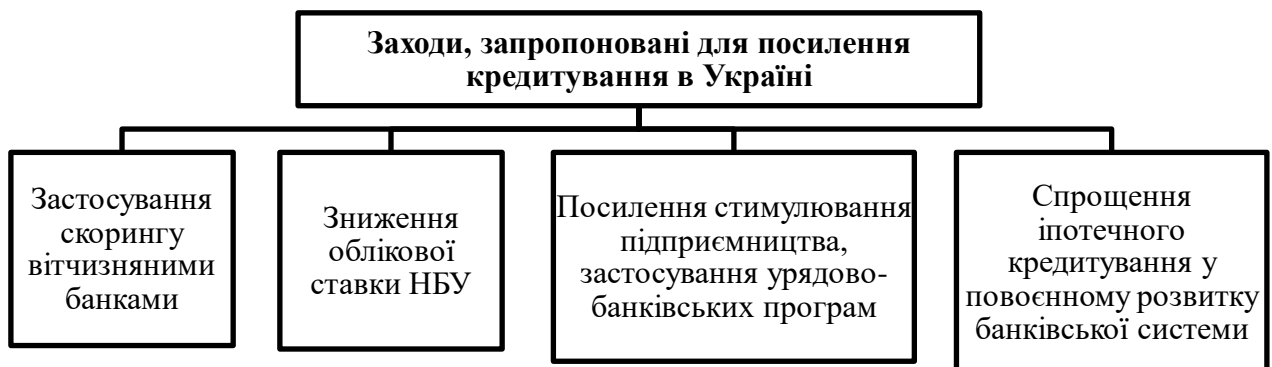 Заходи, запропоновані для посилення
кредитування в Україні
Застосування
скорингу
вітчизняними
банками
Зниження
облікової
ставки НБУ
Посилення стимулювання
підприємництва,
застосування урядово-
банківських програм
Спрощення
іпотечного
кредитування у
повоєнному розвитку
банківської системи